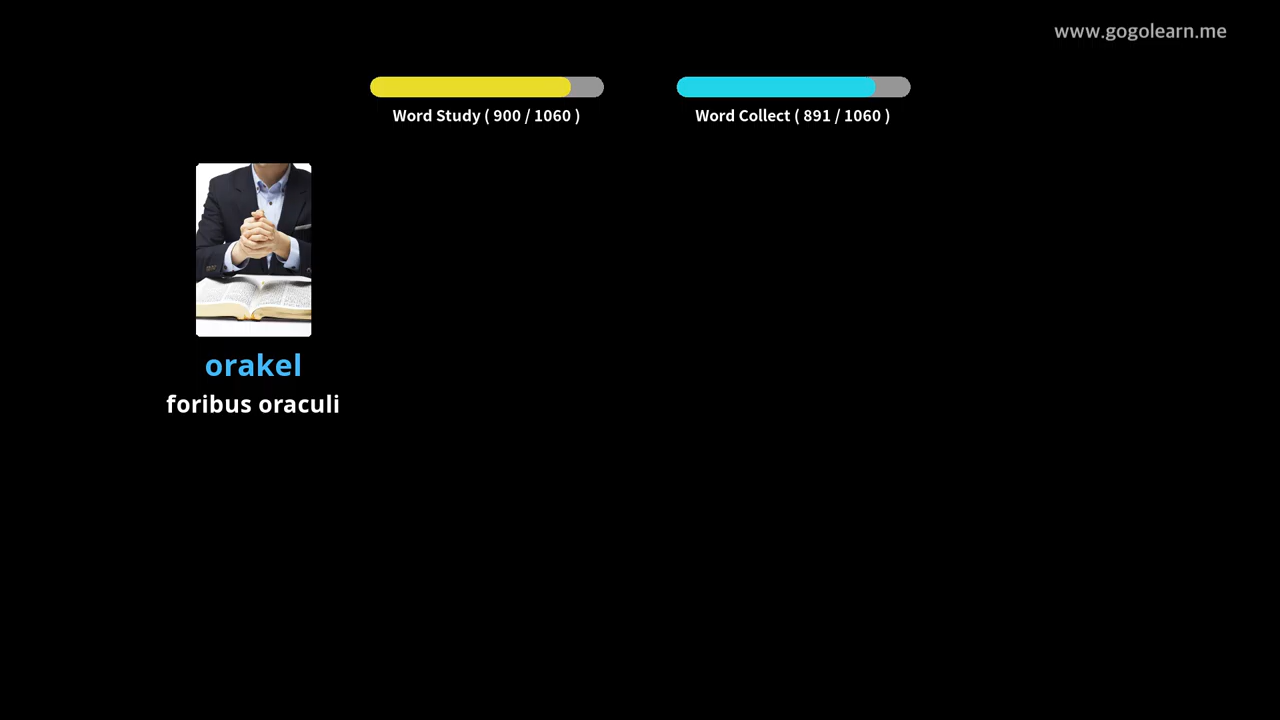 www.gogolearn.me
Word Study ( 900 / 1060 )
Word Collect ( 891 / 1060 )
orakel
foribus oraculi